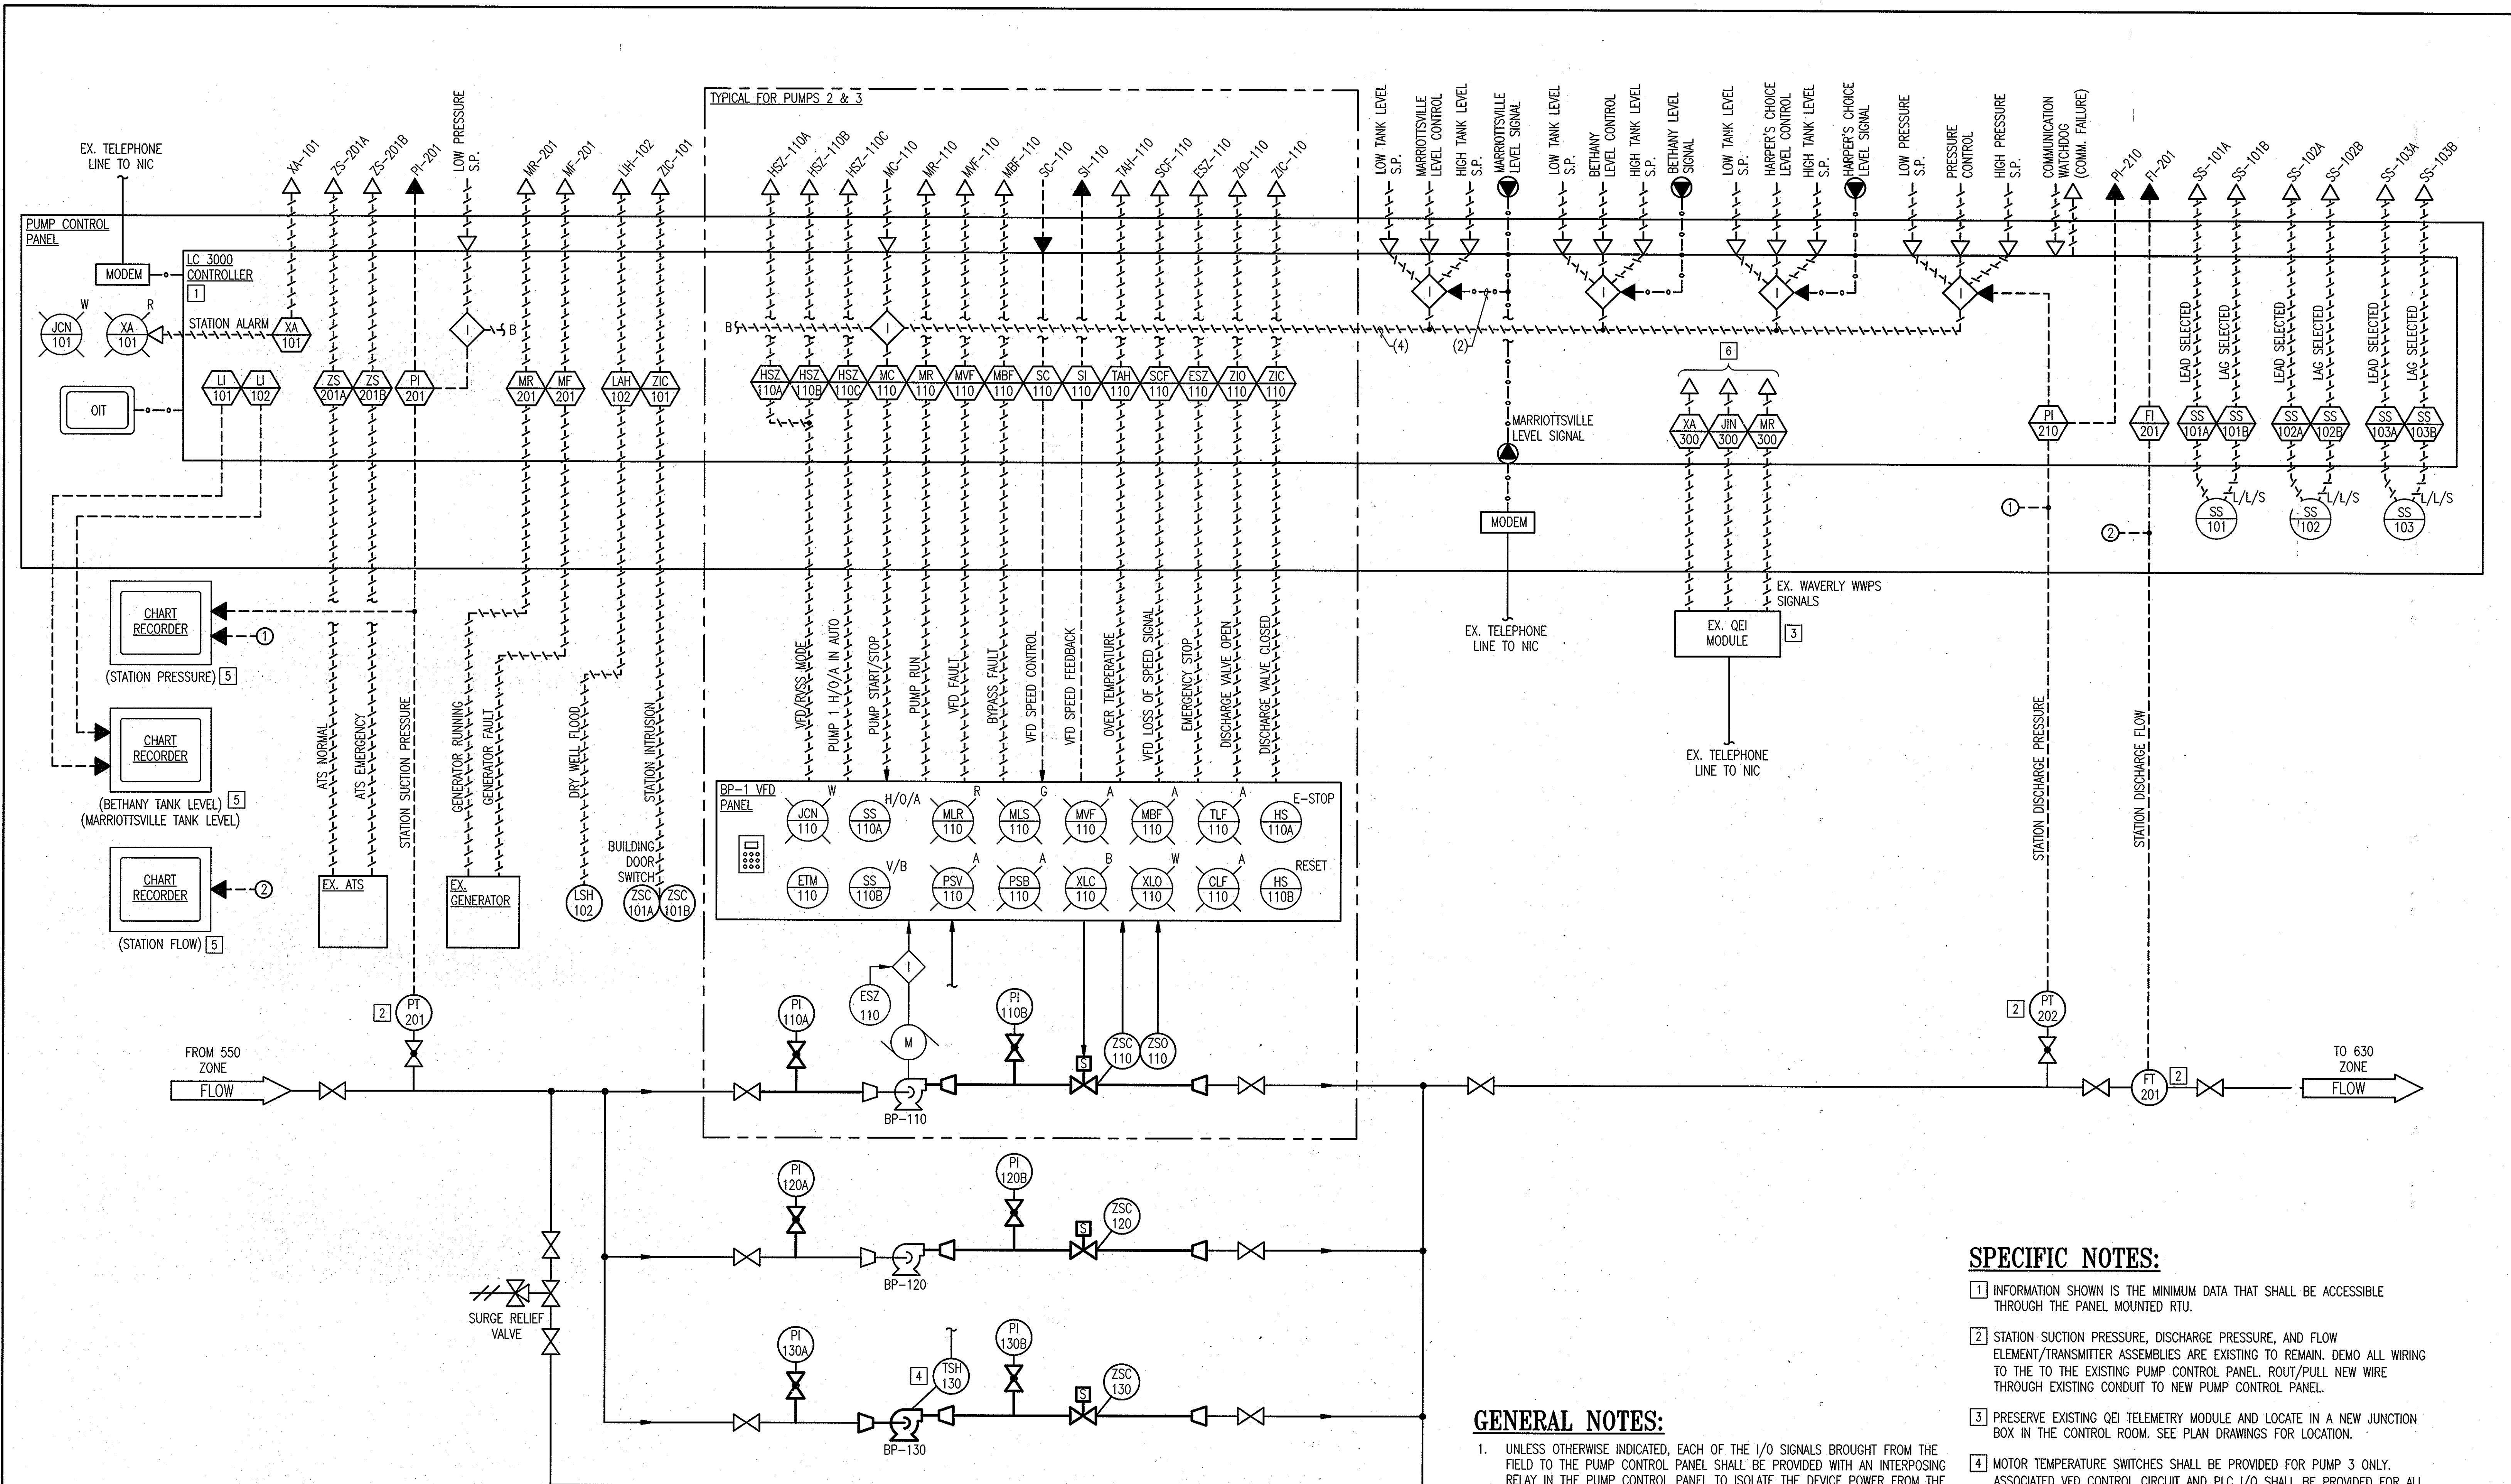 EX. TELEPHONE
LINE TO NIC
XA-101
ZS-201A
ZS-201B
PI-201
LOW PRESSURE
S.P.
MR-201
MF-201
LIH-102
ZIC-101
TYPICAL FOR PUMPS 2 & 3
HSZ-110A
HSZ-110B
HSZ-110C
MC-110
MR-110
MVF-110
MBF-110
SC-110
SI-110
TAH-110
SCF-110
ESZ-110
ZIO-110
ZIC-110
LOW TANK LEVEL
S.P.
MARRIOTTSVILLE
LEVEL CONTROL
HIGH TANK LEVEL
S.P.
MARRIOTTSVILLE
LEVEL SIGNAL
LOW TANK LEVEL
S.P.
BETHANY
LEVEL CONTROL
HIGH TANK LEVEL
S.P.
BETHANY LEVEL
SIGNAL
LOW TANK LEVEL
S.P.
HARPER'S CHOICE
LEVEL CONTROL
HIGH TANK LEVEL
S.P.
HARPER'S CHOICE
LEVEL SIGNAL
LOW PRESSURE
S.P.
PRESSURE
CONTROL
HIGH PRESSURE
S.P.
COMMUNICATION
WATCHDOG
(COMM. FAILURE)
PI-210
FI-201
SS-101A
SS-101B
SS-102A
SS-102B
SS-103A
SS-103B
PUMP CONTROL
PANEL
MODEM
LC 3000
CONTROLLER
1
W
JCN
101
R
XA
101
STATION ALARM
XA
101
I
B
B
I
I
I
I
I
(4)
(2)
OIT
LI
101
LI
102
ZS
201A
ZS
201B
PI
201
MR
201
MF
201
LAH
102
ZIC
101
HSZ
110A
HSZ
110B
HSZ
110C
MC
110
MR
110
MVF
110
MBF
110
SC
110
SI
110
TAH
110
SCF
110
ESZ
110
ZIO
110
ZIC
110
MARRIOTTSVILLE
LEVEL SIGNAL
MODEM
EX. TELEPHONE
LINE TO NIC
6
XA
300
JIN
300
MR
300
EX. WAVERLY WWPS
SIGNALS
EX. QEI
MODULE
3
EX. TELEPHONE
LINE TO NIC
PI
210
FI
201
1
2
LEAD SELECTED
LAG SELECTED
LEAD SELECTED
LAG SELECTED
LEAD SELECTED
LAG SELECTED
SS
101A
SS
101B
SS
102A
SS
102B
SS
103A
SS
103B
L/L/S
SS
101
L/L/S
SS
102
L/L/S
SS
103
CHART
RECORDER
1
(STATION PRESSURE) 5
CHART
RECORDER
(BETHANY TANK LEVEL) 5
(MARRIOTTSVILLE TANK LEVEL)
CHART
RECORDER
2
(STATION FLOW) 5
ATS NORMAL
ATS EMERGENCY
STATION SUCTION PRESSURE
GENERATOR RUNNING
GENERATOR FAULT
DRY WELL FLOOD
STATION INTRUSION
VFD/RVSS MODE
PUMP 1 H/O/A IN AUTO
PUMP START/STOP
PUMP RUN
VFD FAULT
BYPASS FAULT
VFD SPEED CONTROL
VFD SPEED FEEDBACK
OVER TEMPERATURE
VFD LOSS OF SPEED SIGNAL
EMERGENCY STOP
DISCHARGE VALVE OPEN
DISCHARGE VALVE CLOSED
STATION DISCHARGE PRESSURE
STATION DISCHARGE FLOW
EX. ATS
EX.
GENERATOR
LSH
102
BUILDING
DOOR
SWITCH
ZSC
101A
ZSC
101B
BP-1 VFD
PANEL
W
JCN
110
H/O/A
SS
110A
R
MLR
110
G
MLS
110
A
MVF
110
A
MBF
110
A
TLF
110
E-STOP
HS
110A
ETM
110
V/B
SS
110B
A
PSV
110
A
PSB
110
B
XLC
110
W
XLO
110
A
CLF
110
RESET
HS
110B
I
ESZ
110
M
PI
110A
PI
110B
S
ZSC
110
ZSO
110
BP-110
2
PT
201
FROM 550
ZONE
FLOW
2
PT
202
FT
201
2
TO 630
ZONE
FLOW
PI
120A
PI
120B
S
ZSC
120
BP-120
SURGE RELIEF
VALVE
PI
130A
4
TSH
130
PI
130B
S
ZSC
130
BP-130
GENERAL NOTES:
1. UNLESS OTHERWISE INDICATED, EACH OF THE I/O SIGNALS BROUGHT FROM THE
FIELD TO THE PUMP CONTROL PANEL SHALL BE PROVIDED WITH AN INTERPOSING
RELAY IN THE PUMP CONTROL PANEL TO ISOLATE THE DEVICE POWER FROM THE
SPECIFIC NOTES:
1 INFORMATION SHOWN IS THE MINIMUM DATA THAT SHALL BE ACCESSIBLE
THROUGH THE PANEL MOUNTED RTU.
2 STATION SUCTION PRESSURE, DISCHARGE PRESSURE, AND FLOW
ELEMENT/TRANSMITTER ASSEMBLIES ARE EXISTING TO REMAIN. DEMO ALL WIRING
TO THE TO THE EXISTING PUMP CONTROL PANEL. ROUT/PULL NEW WIRE
THROUGH EXISTING CONDUIT TO NEW PUMP CONTROL PANEL.
3 PRESERVE EXISTING QEI TELEMETRY MODULE AND LOCATE IN A NEW JUNCTION
BOX IN THE CONTROL ROOM. SEE PLAN DRAWINGS FOR LOCATION.
4 MOTOR TEMPERATURE SWITCHES SHALL BE PROVIDED FOR PUMP 3 ONLY.
ASSOCIATED VFD CONTROL CIRCUIT AND PLC I/O SHALL BE PROVIDED FOR ALL